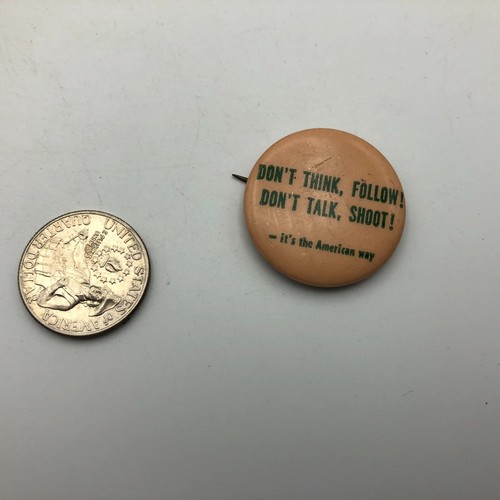 DON'T THINK, FOLLOW!
DON'T TALK, SHOOT!
— it's the American way
UNITED STATES OF AMERICA
QUARTER DOLLAR